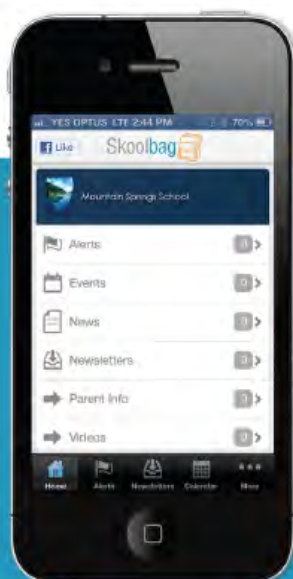 YES OPTUS LTE 2:44 PM 70%
Like Skoolbag
Mountain Springs School
Alerts 0
Events 0
News 0
Newsletters 0
Parent Info 0
Videos 0
Home Alerts Newsletters Calendar More